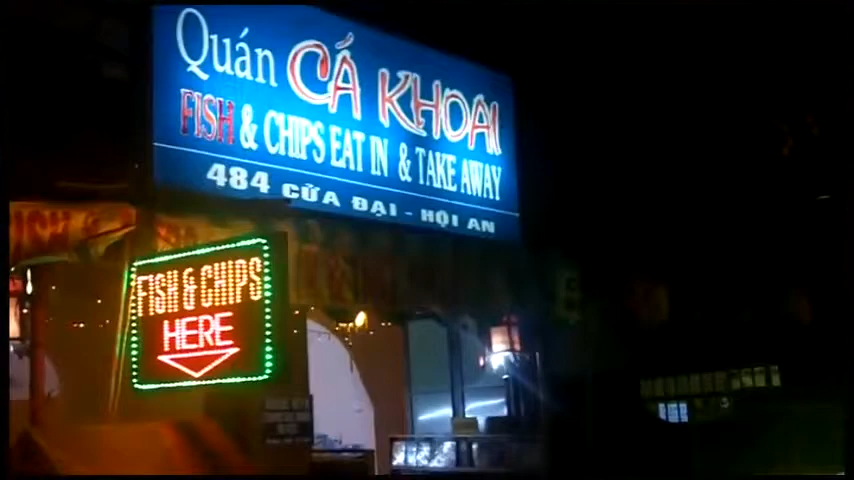 Quán CÁ KHOAI
FISH & CHIPS EAT IN & TAKE AWAY
484 CỬA ĐẠI - HỘI AN
FISH & CHIPS
HERE